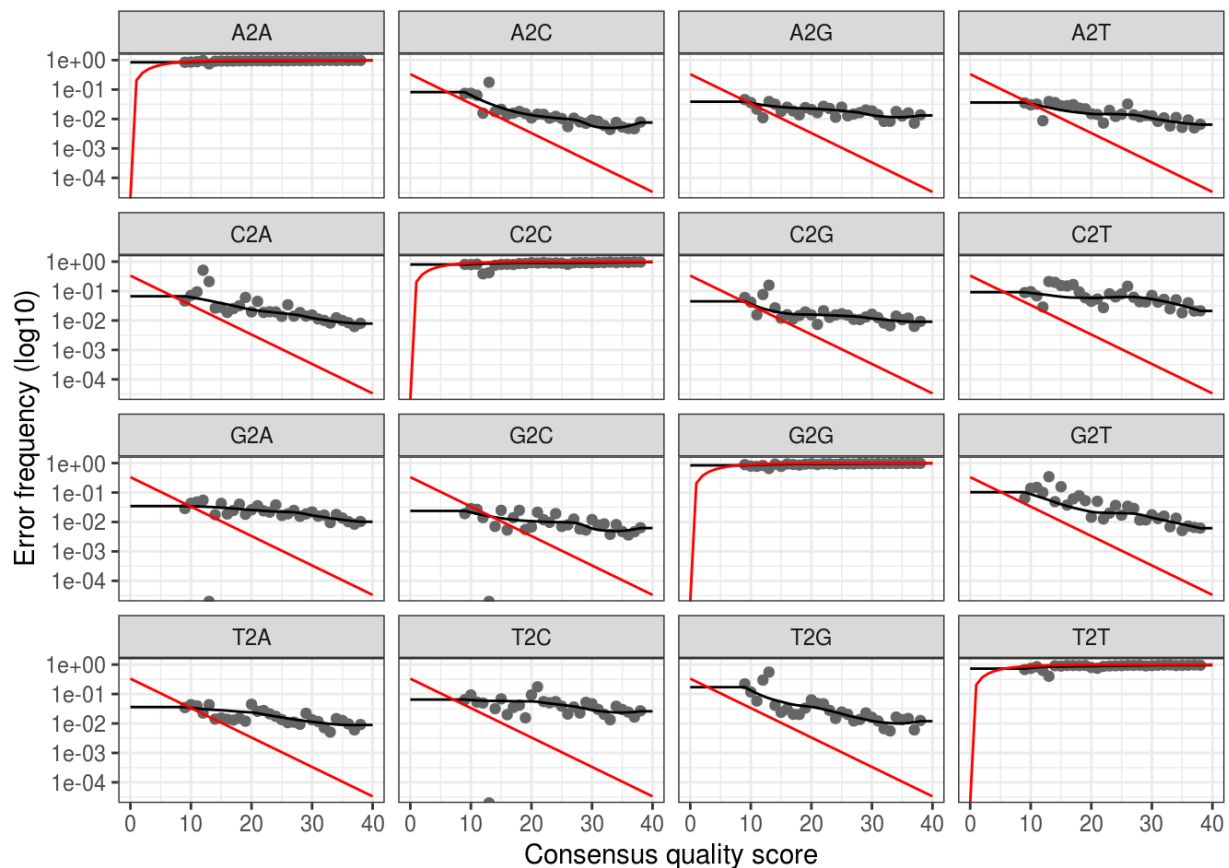 A2A A2C A2G A2T
1e+00
1e-01
1e-02
1e-03
1e-04
C2A C2C C2G C2T
1e+00
1e-01
1e-02
1e-03
1e-04
G2A G2C G2G G2T
1e+00
1e-01
1e-02
1e-03
1e-04
T2A T2C T2G T2T
1e+00
1e-01
1e-02
1e-03
1e-04
0 10 20 30 40 0 10 20 30 40 0 10 20 30 40 0 10 20 30 40
Consensus quality score
Error frequency (log10)